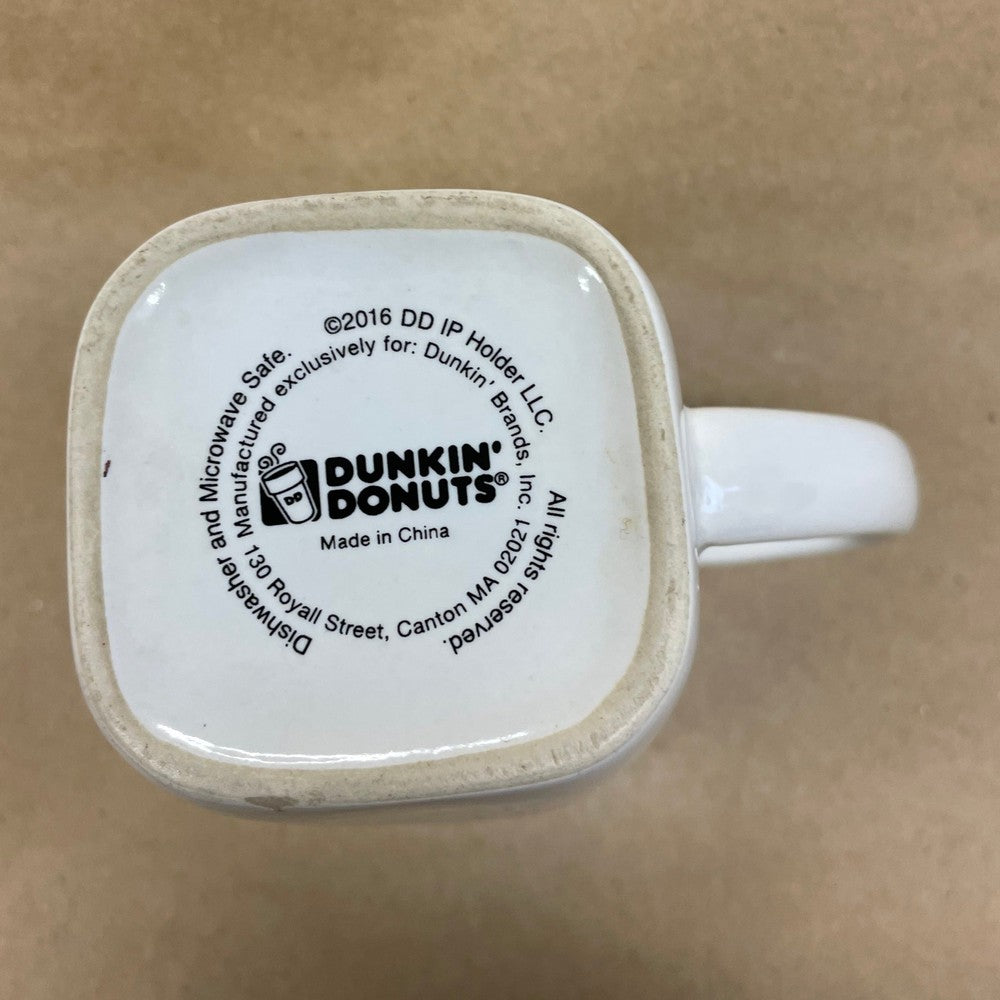 Dishwasher and Microwave Safe.
©2016 DD IP Holder LLC.
All rights reserved.
Manufactured exclusively for: Dunkin' Brands, Inc.
130 Royall Street, Canton MA 02021
DD
DUNKIN'
DONUTS®
Made in China